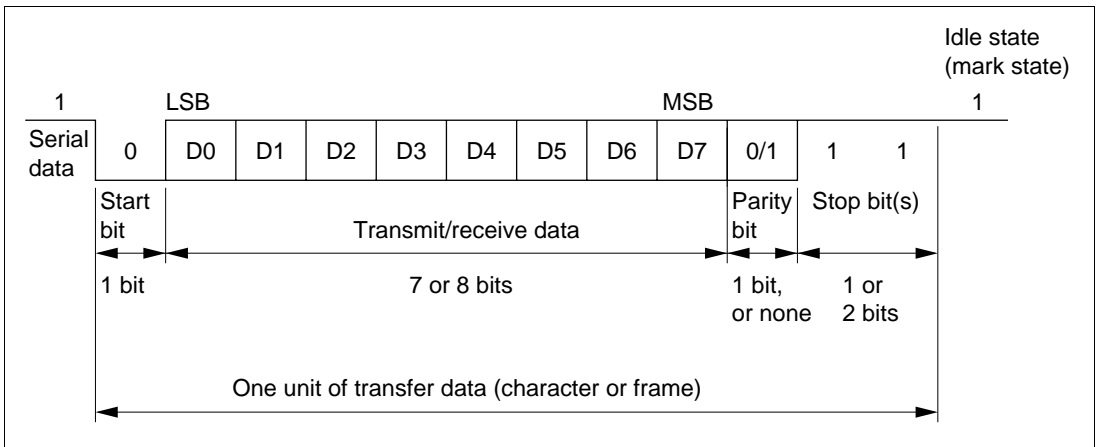 Idle state
(mark state)
1 LSB MSB 1
Serial
data
0 D0 D1 D2 D3 D4 D5 D6 D7 0/1 1 1
Start
bit
Transmit/receive data
Parity
bit
Stop bit(s)
1 bit
7 or 8 bits
1 bit,
or none
1 or
2 bits
One unit of transfer data (character or frame)